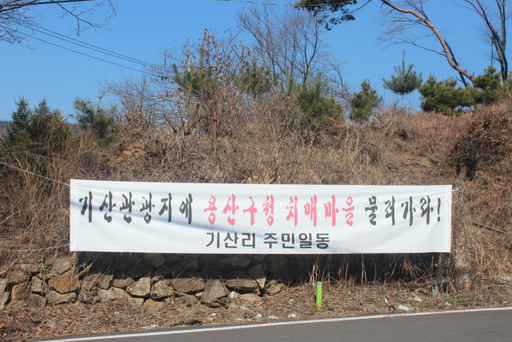 기산관광지에 용산구청 치매마을 물러가라!
기산리 주민일동